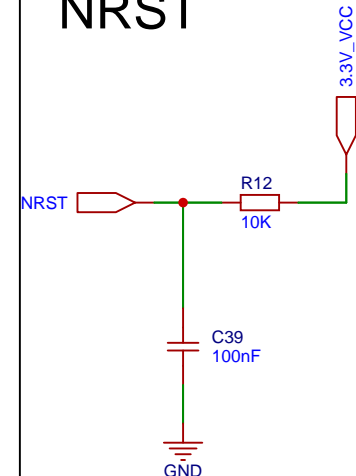 NRST
3.3V_VCC
R12
NRST
10K
C39
100nF
GND